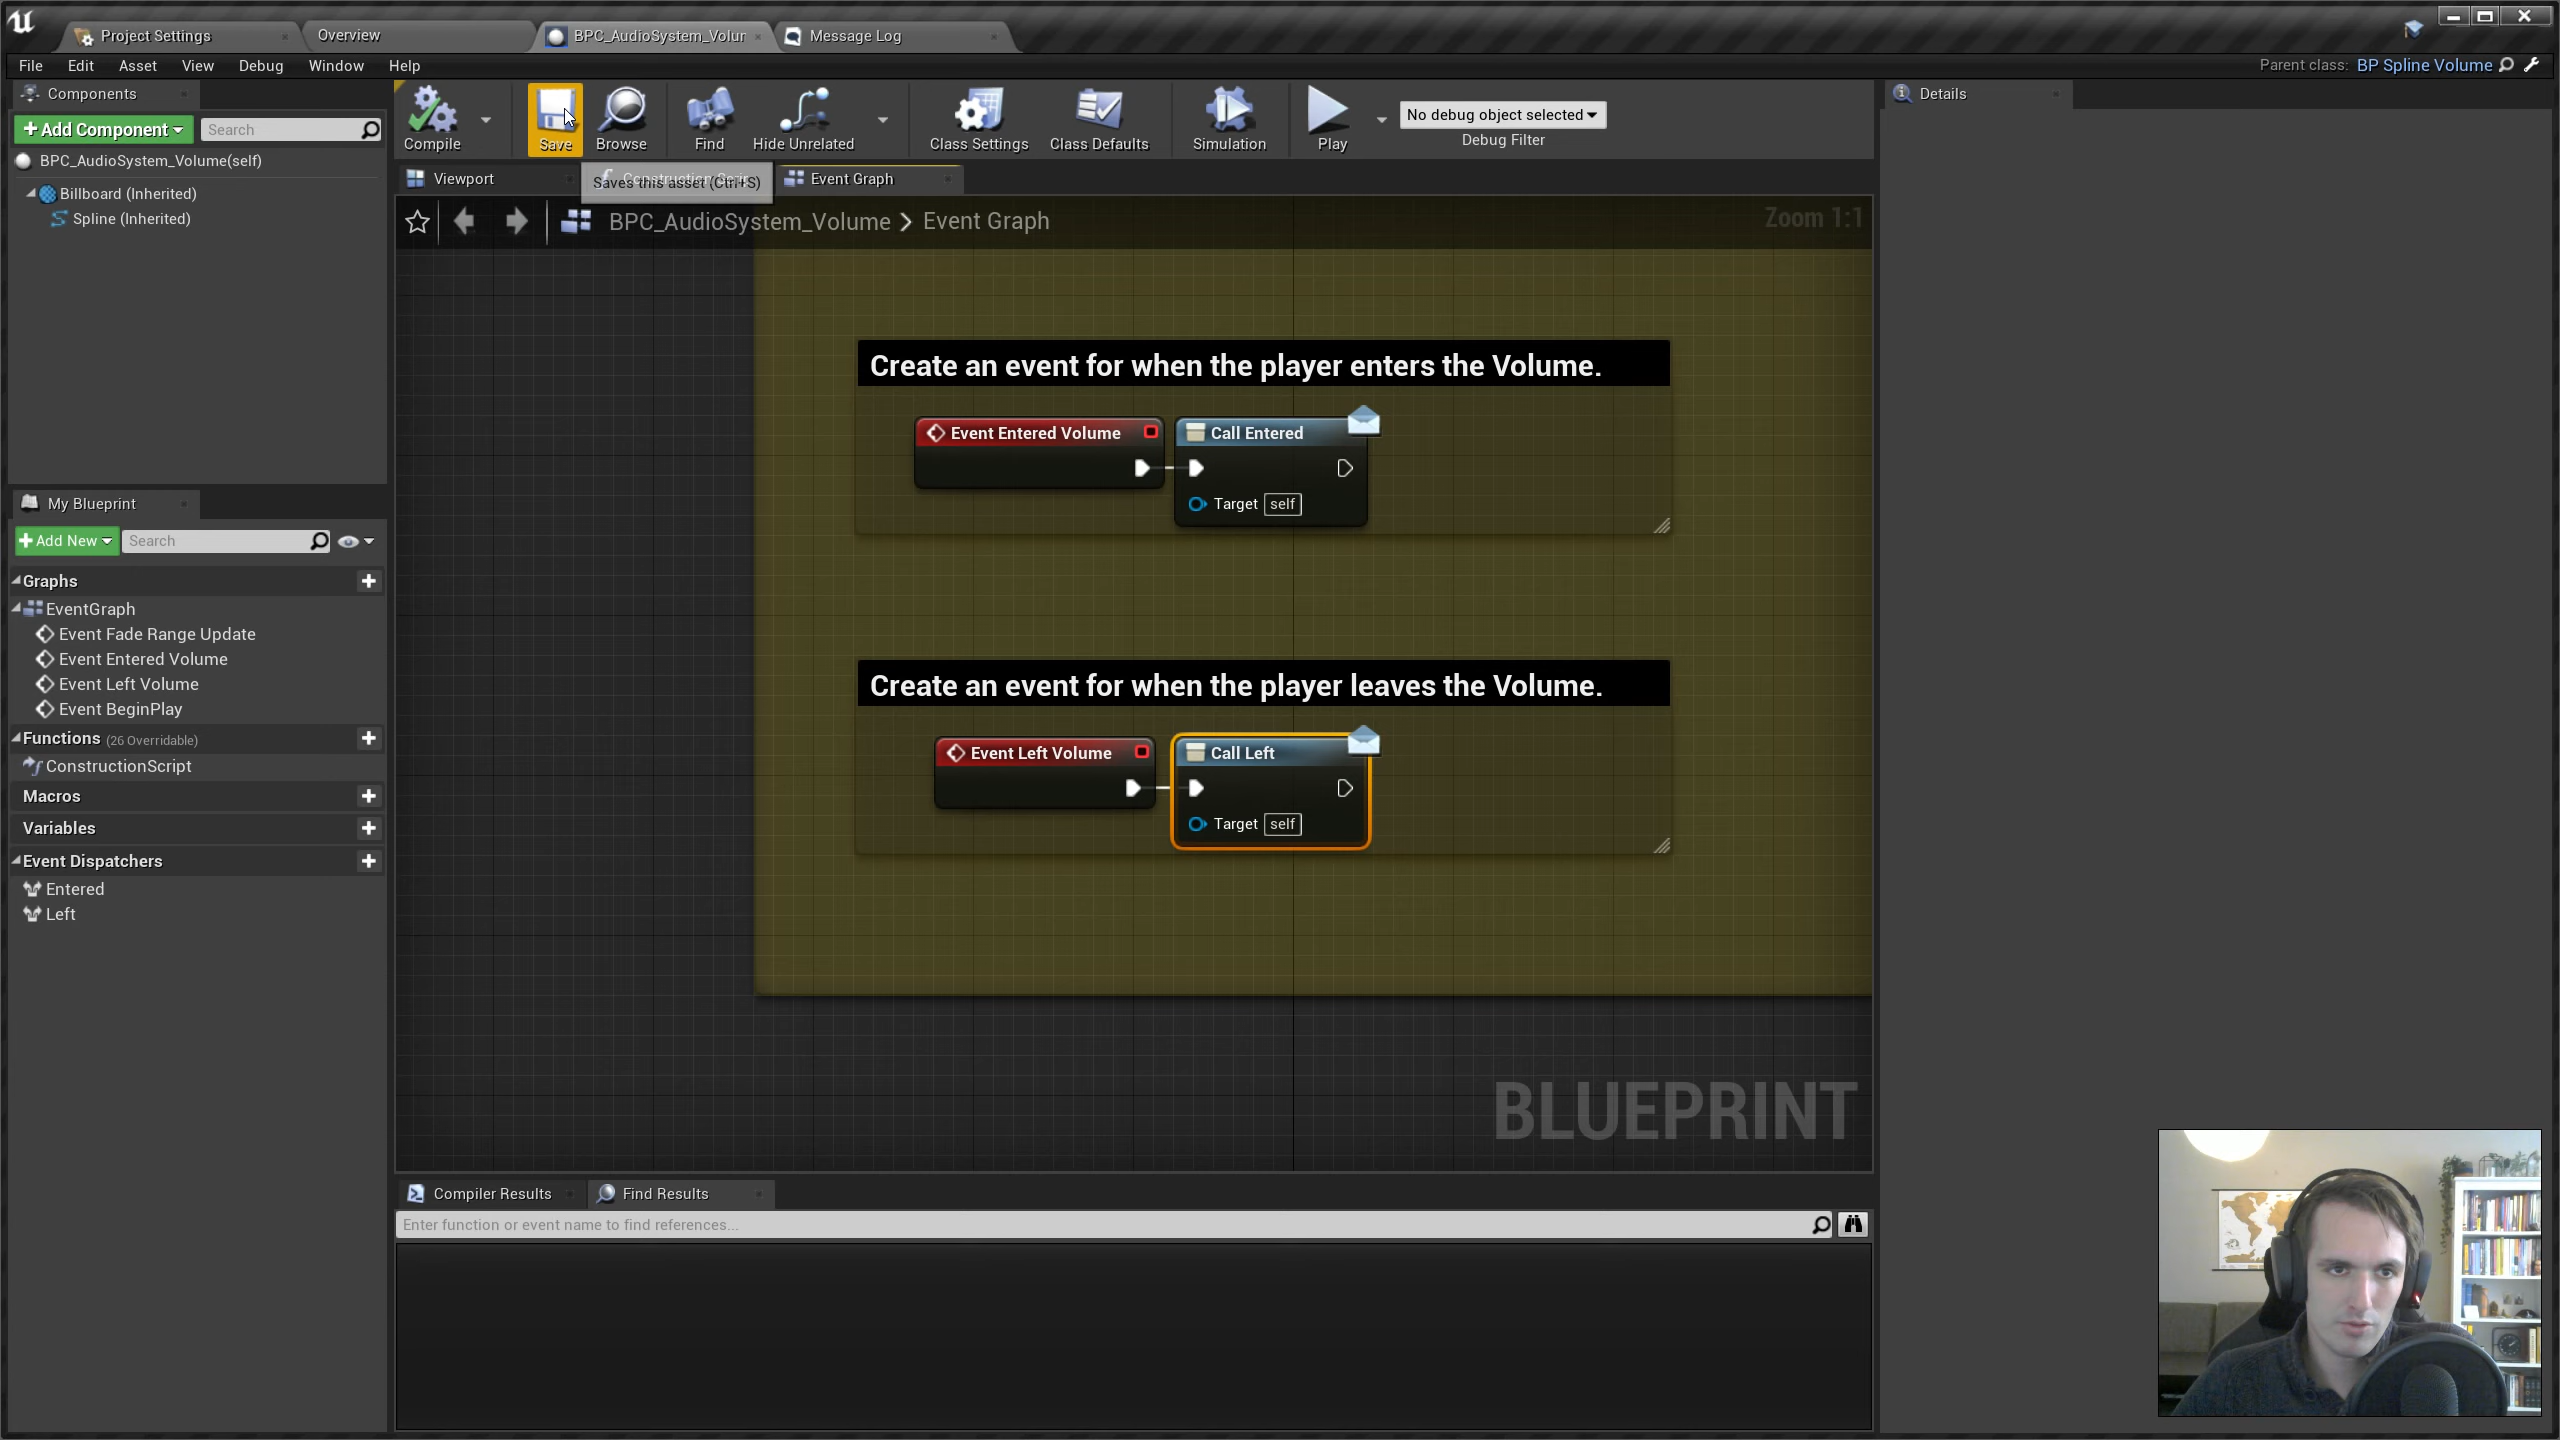 Project Settings
Overview
BPC_AudioSystem_Volur
Message Log
File Edit Asset View Debug Window Help
Parent class: BP Spline Volume
Components
Add Component
Search
BPC_AudioSystem_Volume(self)
Billboard (Inherited)
Spline (Inherited)
Compile
Save
Browse
Find
Hide Unrelated
Class Settings
Class Defaults
Simulation
Play
No debug object selected
Debug Filter
Details
Viewport
Saves this asset (Ctrl+S)
Event Graph
BPC_AudioSystem_Volume > Event Graph
Zoom 1:1
Create an event for when the player enters the Volume.
Event Entered Volume
Call Entered
Target self
Create an event for when the player leaves the Volume.
Event Left Volume
Call Left
Target self
BLUEPRINT
My Blueprint
Add New
Search
Graphs
EventGraph
Event Fade Range Update
Event Entered Volume
Event Left Volume
Event BeginPlay
Functions (26 Overridable)
ConstructionScript
Macros
Variables
Event Dispatchers
Entered
Left
Compiler Results
Find Results
Enter function or event name to find references...